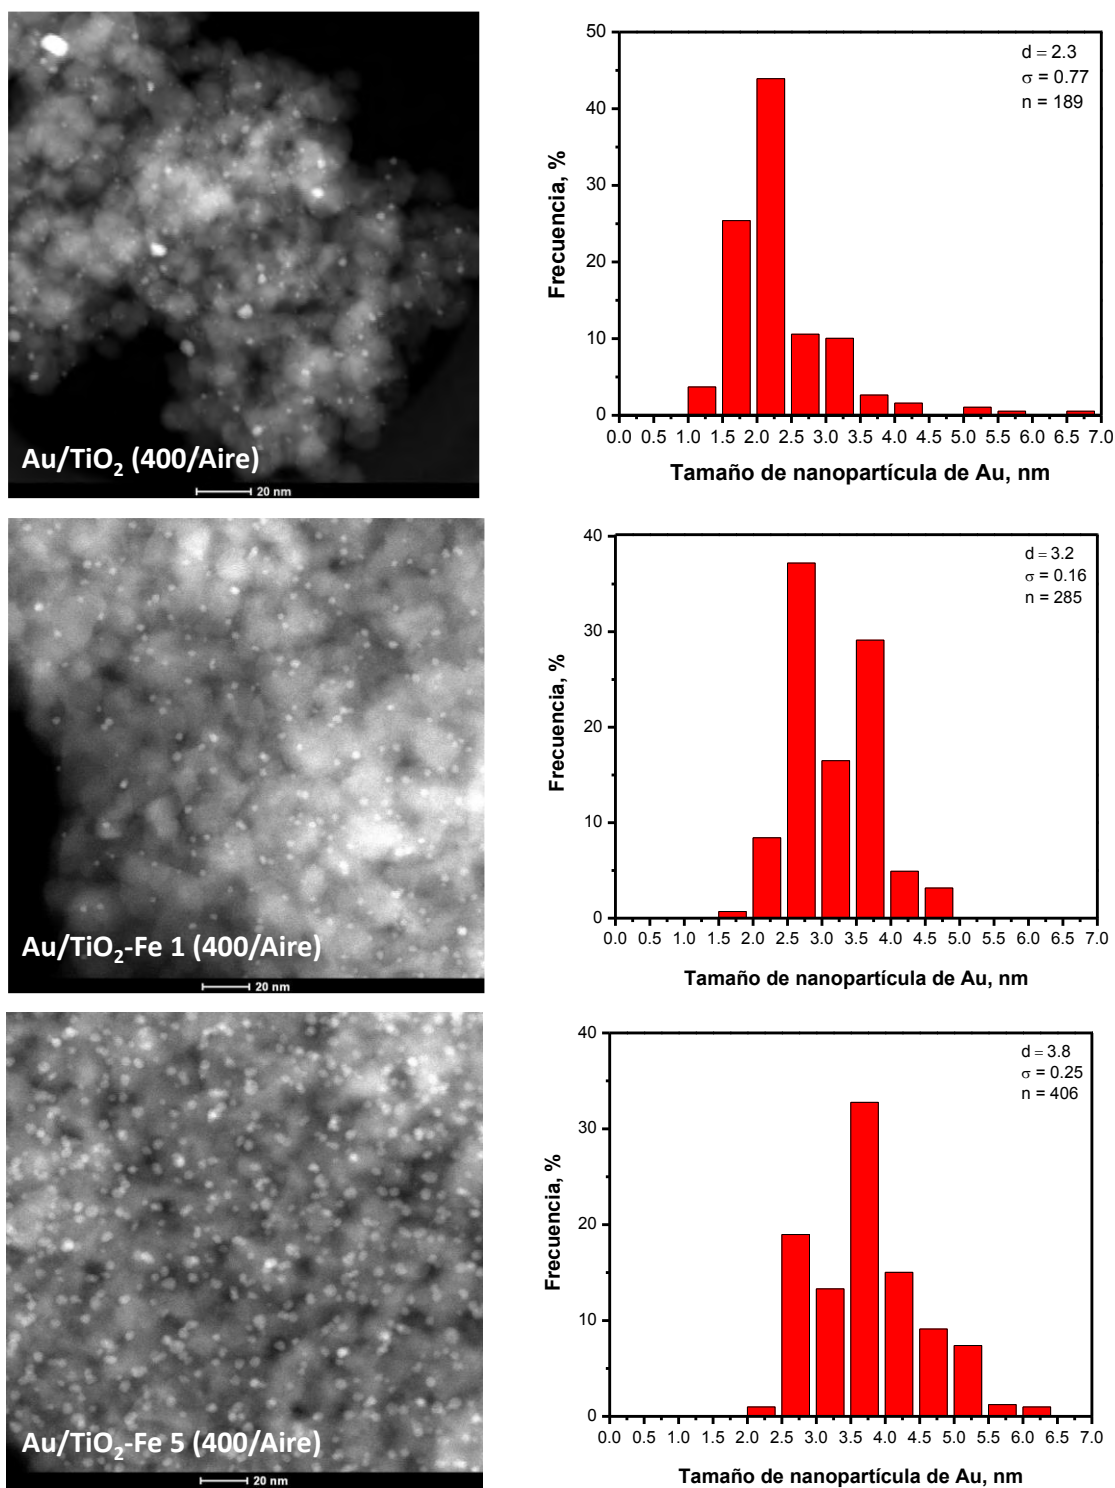 Au/TiO₂ (400/Aire)
20 nm
50
40
30
20
10
0
Frecuencia, %
d = 2.3
σ = 0.77
n = 189
0.0 0.5 1.0 1.5 2.0 2.5 3.0 3.5 4.0 4.5 5.0 5.5 6.0 6.5 7.0
Tamaño de nanopartícula de Au, nm
Au/TiO₂-Fe 1 (400/Aire)
20 nm
40
30
20
10
0
Frecuencia, %
d = 3.2
σ = 0.16
n = 285
0.0 0.5 1.0 1.5 2.0 2.5 3.0 3.5 4.0 4.5 5.0 5.5 6.0 6.5 7.0
Tamaño de nanopartícula de Au, nm
Au/TiO₂-Fe 5 (400/Aire)
20 nm
40
30
20
10
0
Frecuencia, %
d = 3.8
σ = 0.25
n = 406
0.0 0.5 1.0 1.5 2.0 2.5 3.0 3.5 4.0 4.5 5.0 5.5 6.0 6.5 7.0
Tamaño de nanopartícula de Au, nm